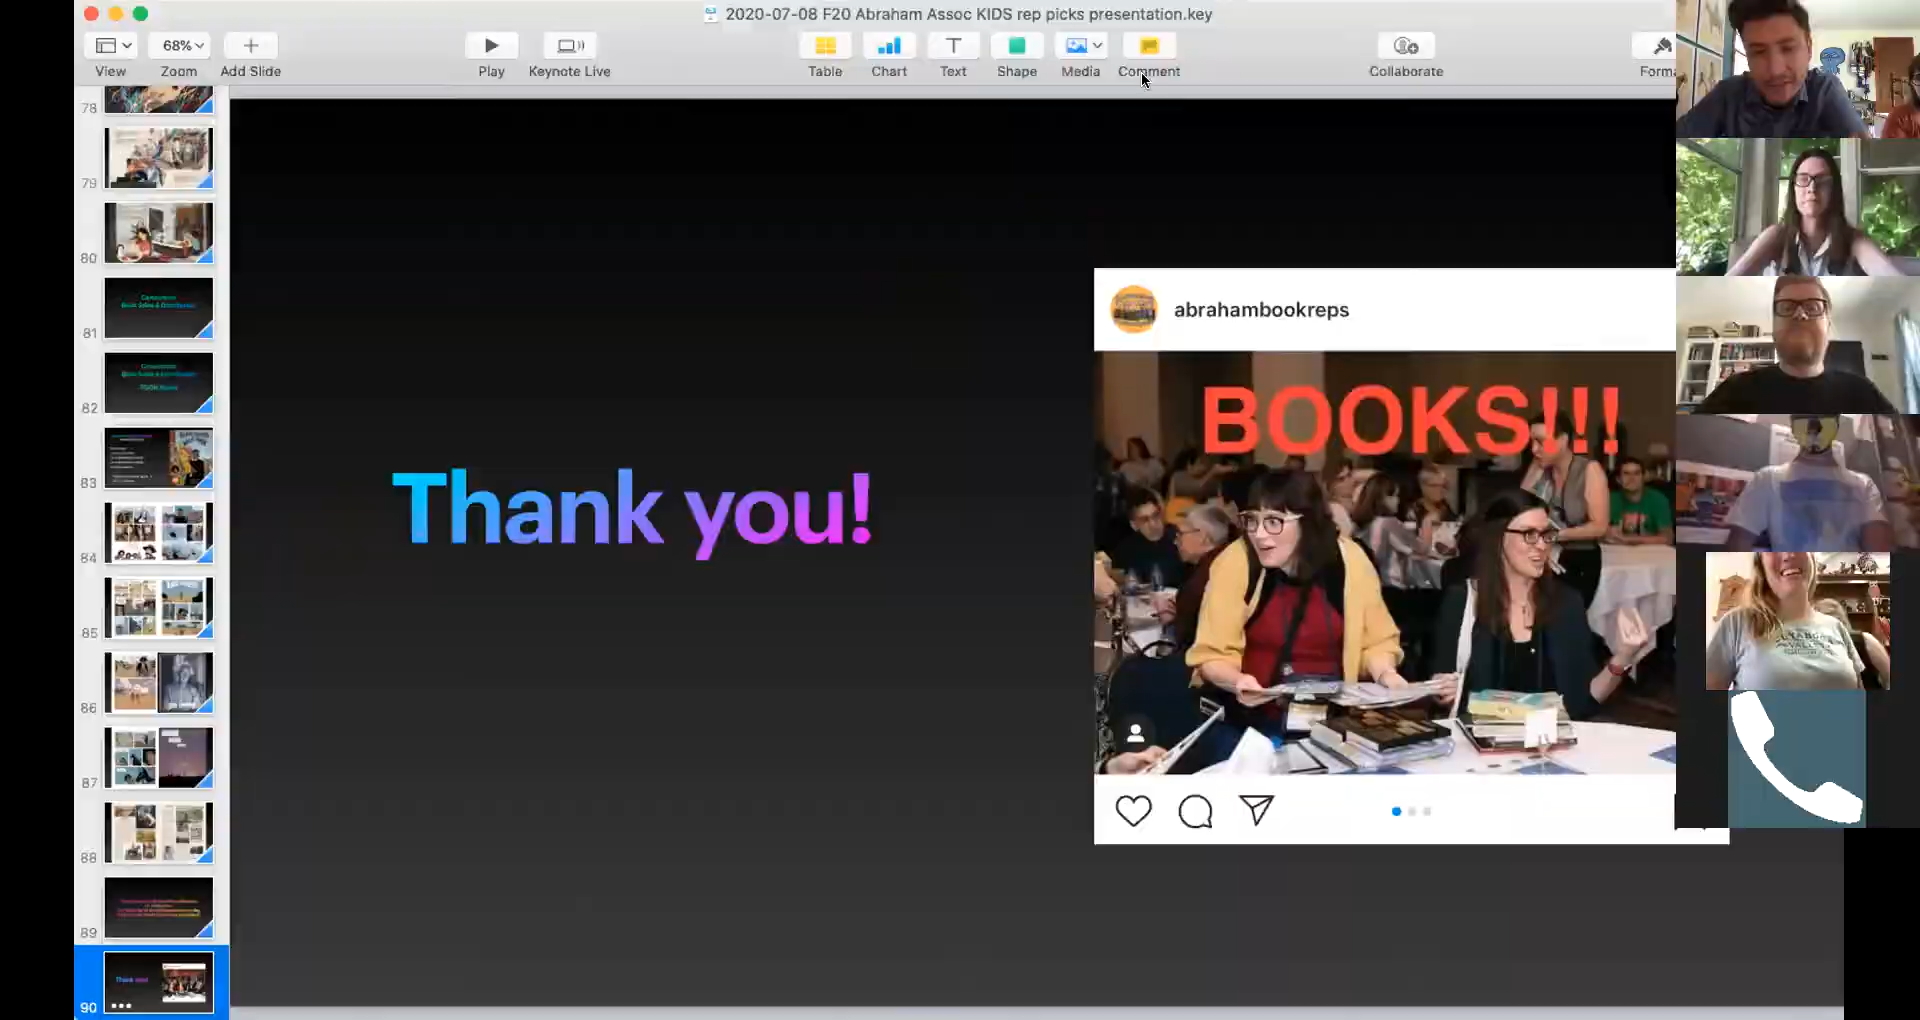 2020-07-08 F20 Abraham Assoc KIDS rep picks presentation.key
68%
View
Zoom
Add Slide
Play
Keynote Live
Table
Chart
T
Text
Shape
Media
Comment
Collaborate
78
79
80
81
82
83
84
85
86
87
88
89
90
Thank you!
Thank you!
abrahambookreps
BOOKS!!!